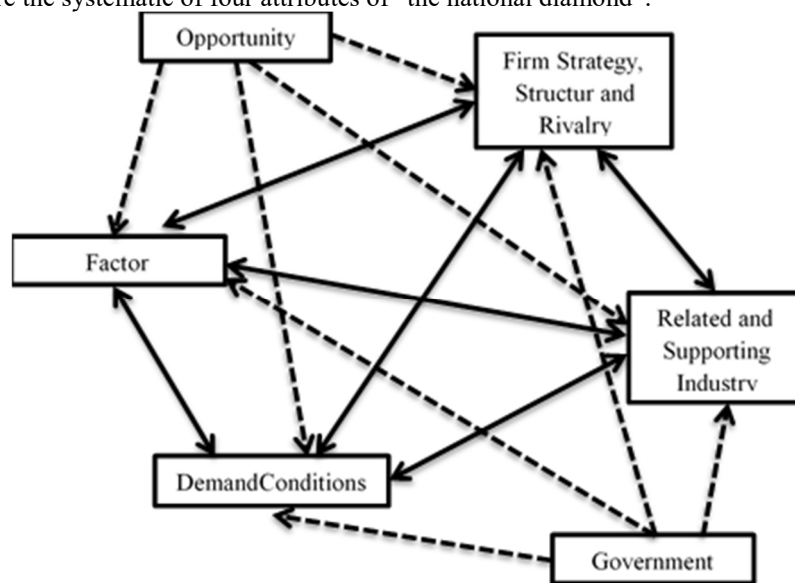 the systematic of four attributes of "the national diamond".
Opportunity
Firm Strategy,
Structur and
Rivalry
Factor
Related and
Supporting
Industry
DemandConditions
Government